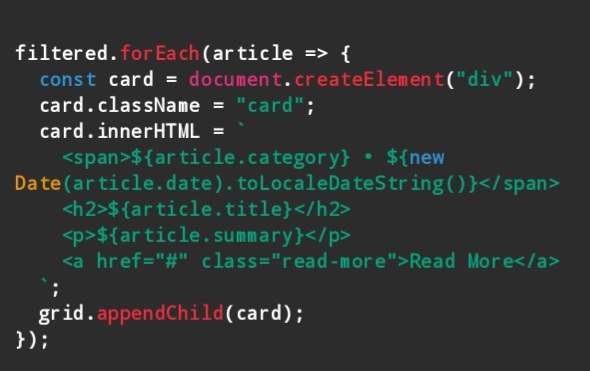 filtered.forEach(article => {
  const card = document.createElement("div");
  card.className = "card";
  card.innerHTML = `
    <span>${article.category} • ${new
Date(article.date).toLocaleDateString()}</span>
    <h2>${article.title}</h2>
    <p>${article.summary}</p>
    <a href="#" class="read-more">Read More</a>
  `;
  grid.appendChild(card);
});